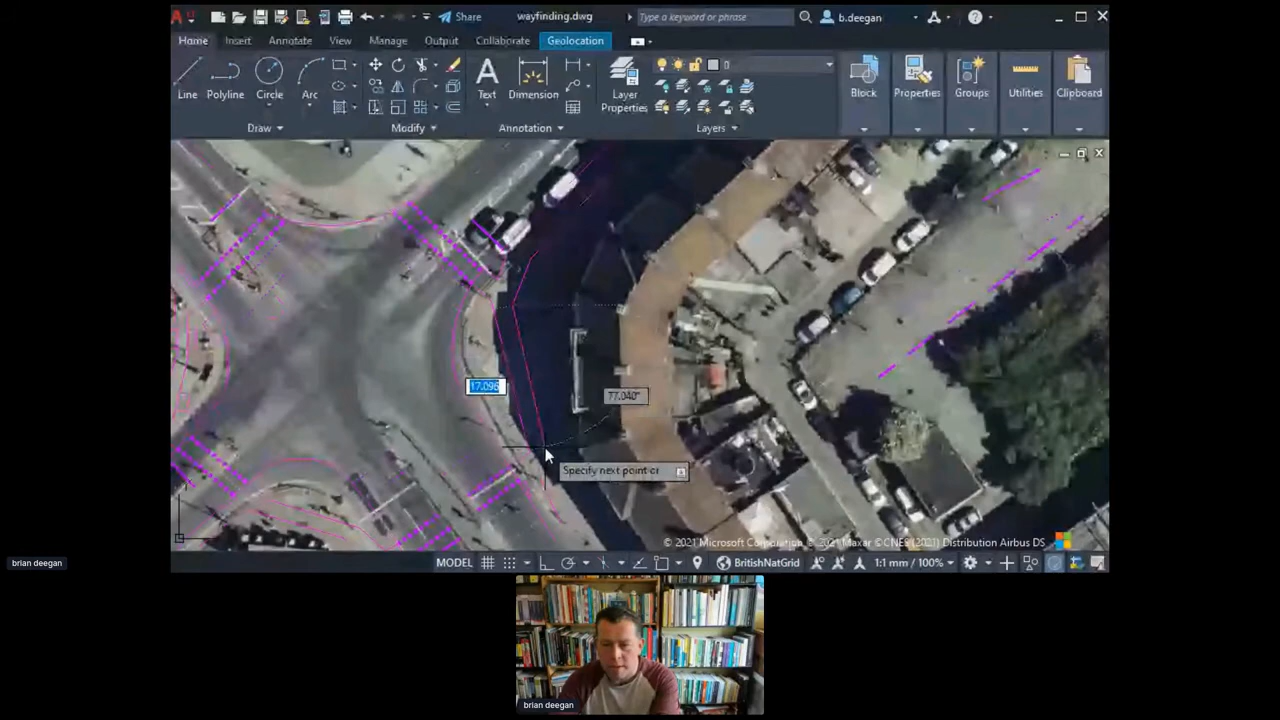 Share
wayfinding.dwg
Type a keyword or phrase
b.deegan
Home
Insert
Annotate
View
Manage
Output
Collaborate
Geolocation
Line
Polyline
Circle
Arc
Text
Dimension
Layer
Properties
0
Block
Properties
Groups
Utilities
Clipboard
Draw
Modify
Annotation
Layers
17.096
77.040°
Specify next point or
© 2021 Microsoft Corporation © 2021 Maxar ©CNES (2021) Distribution Airbus DS
MODEL
BritishNatGrid
1:1 mm / 100%
brian deegan
brian deegan